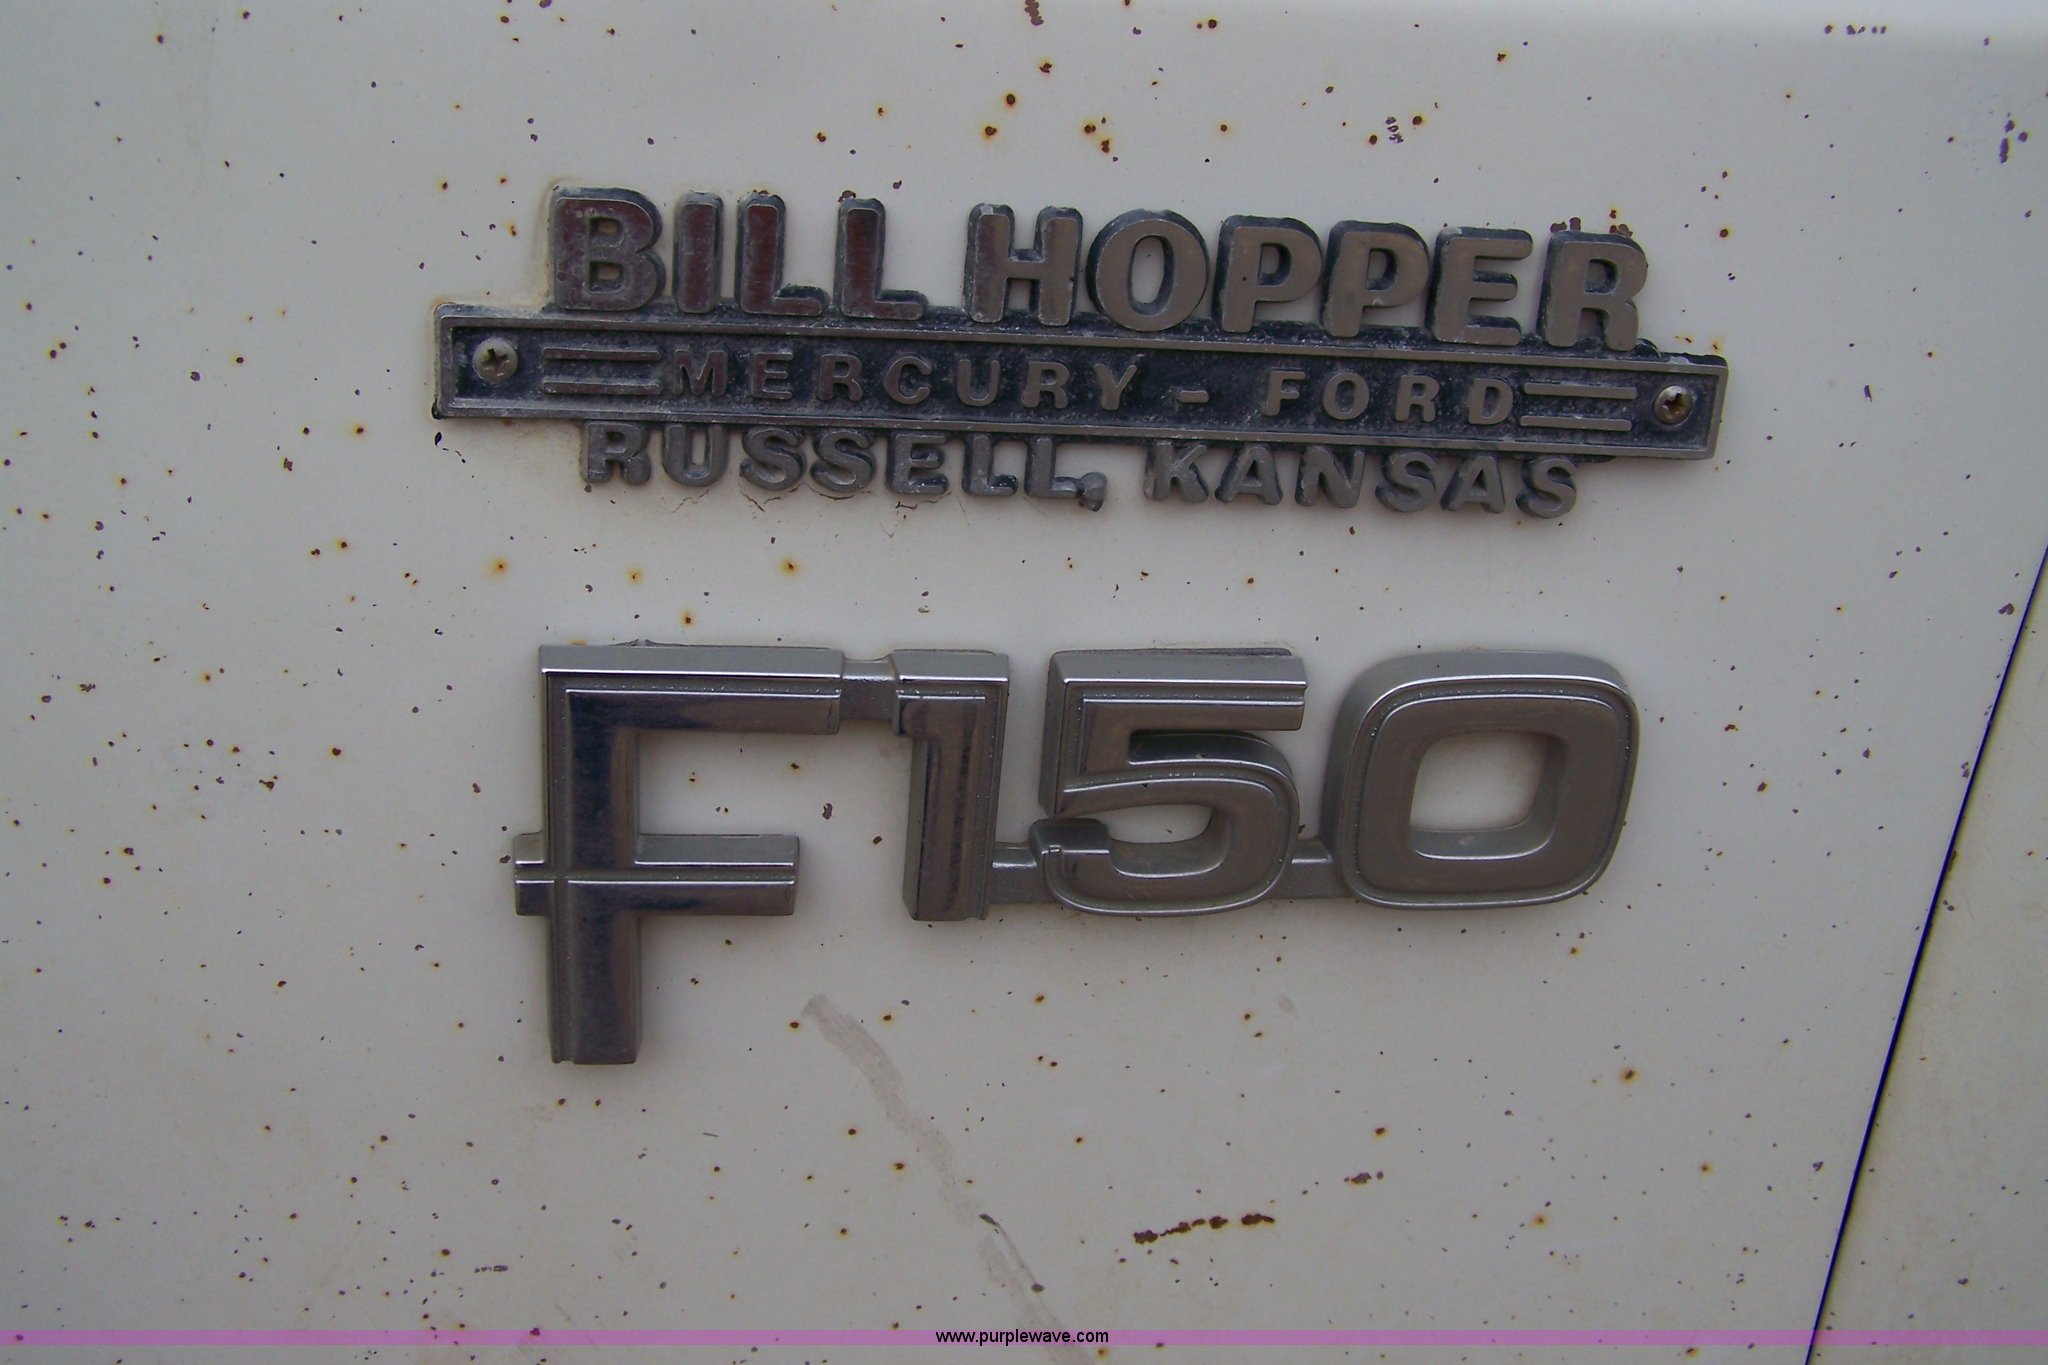 BILL HOPPER
MERCURY - FORD
RUSSELL, KANSAS
F150
www.purplewave.com